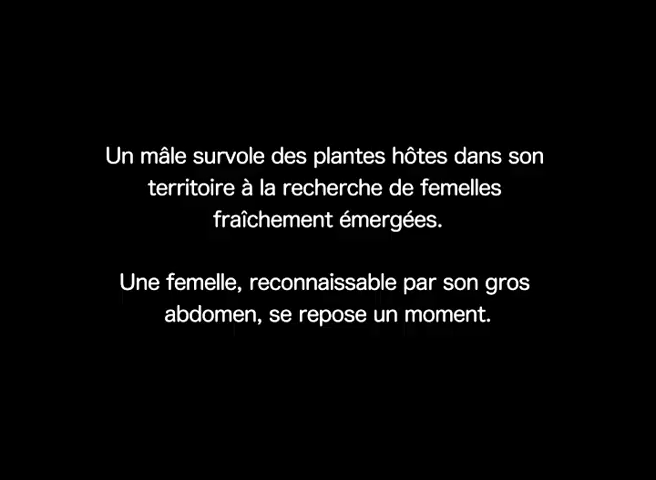 Un mâle survole des plantes hôtes dans son
territoire à la recherche de femelles
fraîchement émergées.
Une femelle, reconnaissable par son gros
abdomen, se repose un moment.